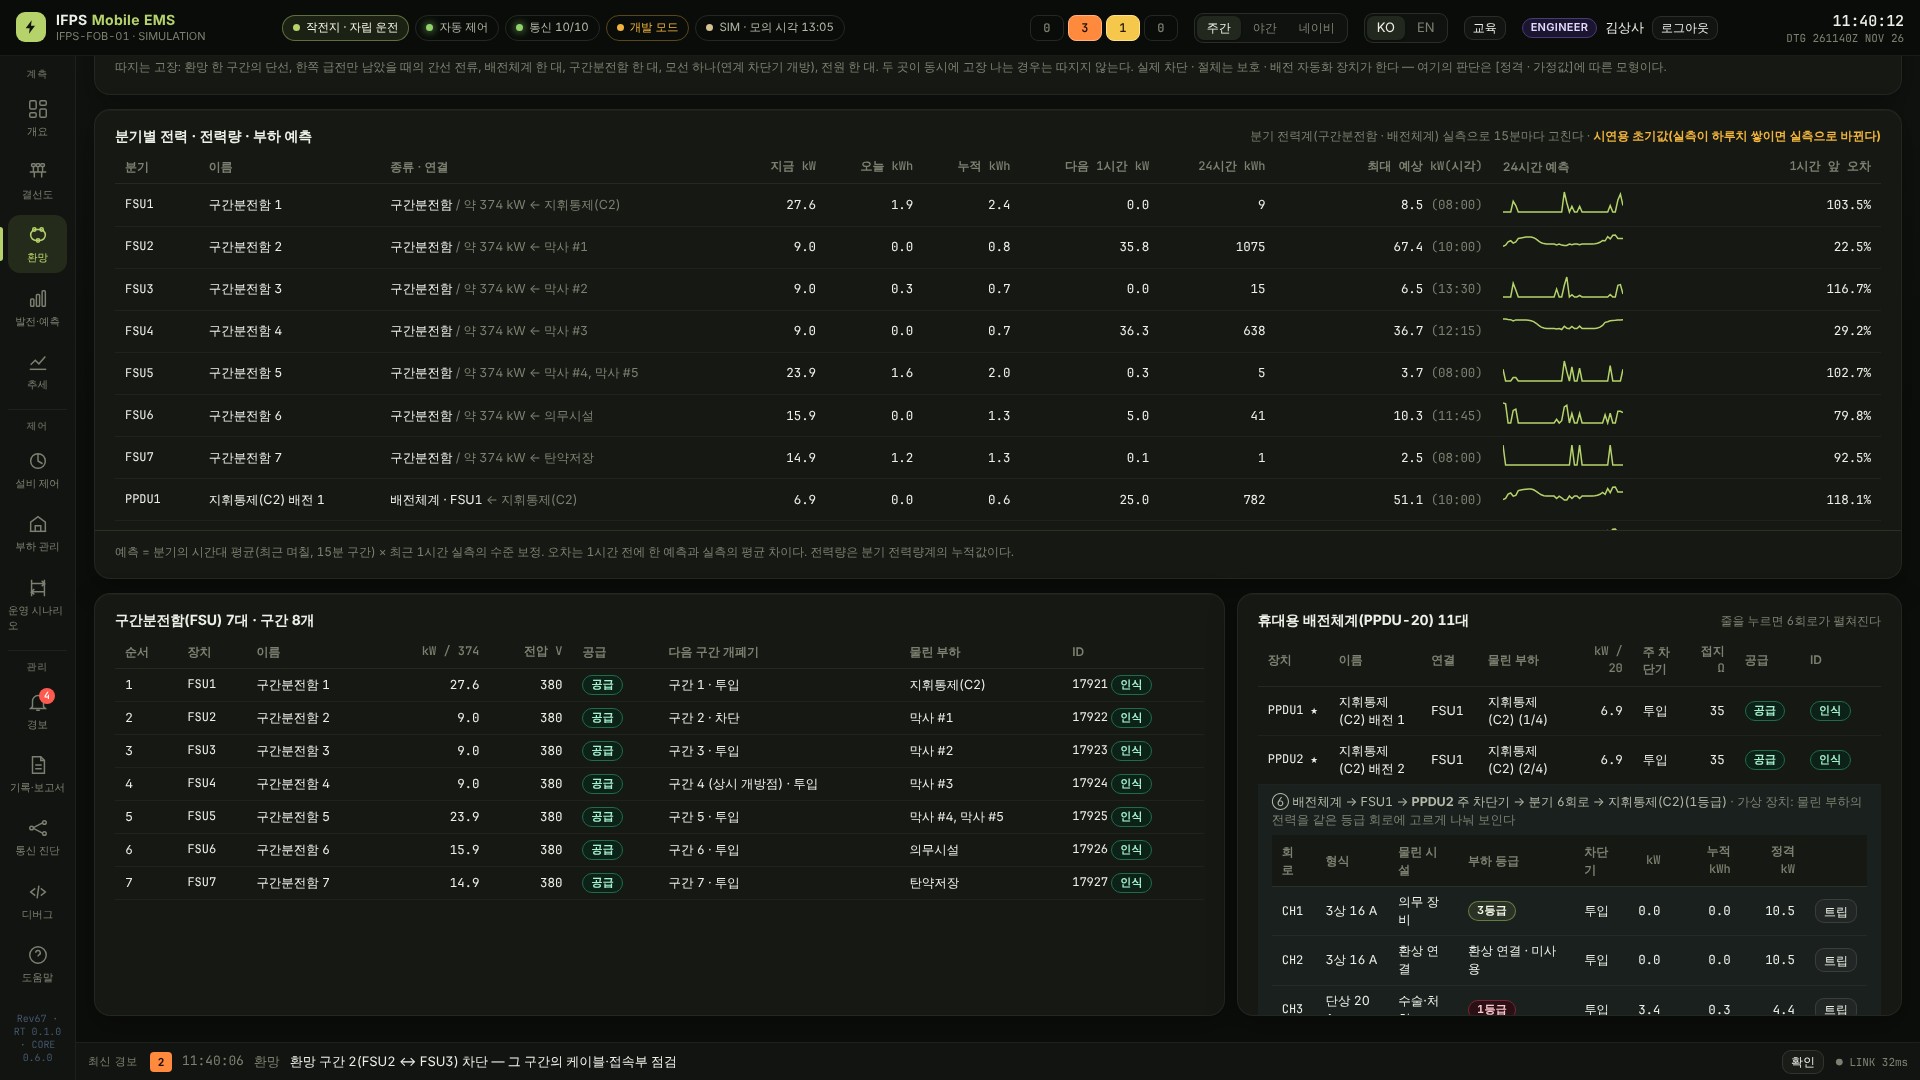 IFPS Mobile EMS
IFPS-FOB-01 · SIMULATION
작전지 · 자립 운전
자동 제어
통신 10/10
개발 모드
SIM · 모의 시각 13:05
0 3 1 0
주간 야간 네이비
KO EN
교육
ENGINEER 김상사 로그아웃
11:40:12
DTG 261140Z NOV 26
계측
개요
결선도
환망
발전·예측
추세
제어
설비 제어
부하 관리
운영 시나리
오
관리
4
경보
기록·보고서
통신 진단
디버그
도움말
Rev67 ·
RT 0.1.0
· CORE
0.6.0
따지는 고장: 환망 한 구간의 단선, 한쪽 급전만 남았을 때의 간선 전류, 배전체계 한 대, 구간분전함 한 대, 모선 하나(연계 차단기 개방), 전원 한 대. 두 곳이 동시에 고장 나는 경우는 따지지 않는다. 실제 차단 · 절체는 보호 · 배전 자동화 장치가 한다 — 여기의 판단은 [정격 · 가정값]에 따른 모형이다.
분기별 전력 · 전력량 · 부하 예측
분기 전력계(구간분전함 · 배전체계) 실측으로 15분마다 고친다 · 시연용 초기값(실측이 하루치 쌓이면 실측으로 바뀐다)
분기 이름 종류 · 연결 지금 kW 오늘 kWh 누적 kWh 다음 1시간 kW 24시간 kWh 최대 예상 kW(시각) 24시간 예측 1시간 앞 오차
FSU1 구간분전함 1 구간분전함 / 약 374 kW ← 지휘통제(C2) 27.6 1.9 2.4 0.0 9 8.5 (08:00) 103.5%
FSU2 구간분전함 2 구간분전함 / 약 374 kW ← 막사 #1 9.0 0.0 0.8 35.8 1075 67.4 (10:00) 22.5%
FSU3 구간분전함 3 구간분전함 / 약 374 kW ← 막사 #2 9.0 0.3 0.7 0.0 15 6.5 (13:30) 116.7%
FSU4 구간분전함 4 구간분전함 / 약 374 kW ← 막사 #3 9.0 0.0 0.7 36.3 638 36.7 (12:15) 29.2%
FSU5 구간분전함 5 구간분전함 / 약 374 kW ← 막사 #4, 막사 #5 23.9 1.6 2.0 0.3 5 3.7 (08:00) 102.7%
FSU6 구간분전함 6 구간분전함 / 약 374 kW ← 의무시설 15.9 0.0 1.3 5.0 41 10.3 (11:45) 79.8%
FSU7 구간분전함 7 구간분전함 / 약 374 kW ← 탄약저장 14.9 1.2 1.3 0.1 1 2.5 (08:00) 92.5%
PPDU1 지휘통제(C2) 배전 1 배전체계 · FSU1 ← 지휘통제(C2) 6.9 0.0 0.6 25.0 782 51.1 (10:00) 118.1%
예측 = 분기의 시간대 평균(최근 며칠, 15분 구간) × 최근 1시간 실측의 수준 보정. 오차는 1시간 전에 한 예측과 실측의 평균 차이다. 전력량은 분기 전력량계의 누적값이다.
구간분전함(FSU) 7대 · 구간 8개
순서 장치 이름 kW / 374 전압 V 공급 다음 구간 개폐기 물린 부하 ID
1 FSU1 구간분전함 1 27.6 380 공급 구간 1 · 투입 지휘통제(C2) 17921 인식
2 FSU2 구간분전함 2 9.0 380 공급 구간 2 · 차단 막사 #1 17922 인식
3 FSU3 구간분전함 3 9.0 380 공급 구간 3 · 투입 막사 #2 17923 인식
4 FSU4 구간분전함 4 9.0 380 공급 구간 4 (상시 개방점) · 투입 막사 #3 17924 인식
5 FSU5 구간분전함 5 23.9 380 공급 구간 5 · 투입 막사 #4, 막사 #5 17925 인식
6 FSU6 구간분전함 6 15.9 380 공급 구간 6 · 투입 의무시설 17926 인식
7 FSU7 구간분전함 7 14.9 380 공급 구간 7 · 투입 탄약저장 17927 인식
휴대용 배전체계(PPDU-20) 11대
줄을 누르면 6회로가 펼쳐진다
장치 이름 연결 물린 부하 kW / 20 주 차단기 접지 Ω 공급 ID
PPDU1 ★ 지휘통제(C2) 배전 1 FSU1 지휘통제(C2) (1/4) 6.9 투입 35 공급 인식
PPDU2 ★ 지휘통제(C2) 배전 2 FSU1 지휘통제(C2) (2/4) 6.9 투입 35 공급 인식
⑥ 배전체계 → FSU1 → PPDU2 주 차단기 → 분기 6회로 → 지휘통제(C2)(1등급) · 가상 장치: 물린 부하의
전력을 같은 등급 회로에 고르게 나눠 보인다
회로 형식 물린 시설 부하 등급 차단기 kW 누적 kWh 정격 kW
CH1 3상 16 A 의무 장비 3등급 투입 0.0 0.0 10.5 트립
CH2 3상 16 A 환상 연결 환상 연결 · 미사용 투입 0.0 0.0 10.5 트립
CH3 단상 20 수술·처 1등급 투입 3.4 0.3 4.4 트립
최신 경보 2 11:40:06 환망 환망 구간 2(FSU2 ↔ FSU3) 차단 — 그 구간의 케이블·접속부 점검
확인
LINK 32ms